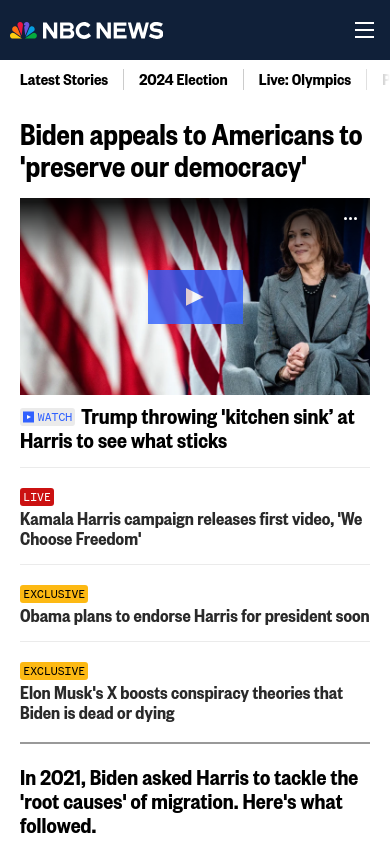 NBC NEWS
Latest Stories
2024 Election
Live: Olympics
Biden appeals to Americans to
'preserve our democracy'
WATCH Trump throwing 'kitchen sink’ at
Harris to see what sticks
LIVE
Kamala Harris campaign releases first video, 'We
Choose Freedom'
EXCLUSIVE
Obama plans to endorse Harris for president soon
EXCLUSIVE
Elon Musk's X boosts conspiracy theories that
Biden is dead or dying
In 2021, Biden asked Harris to tackle the
'root causes' of migration. Here's what
followed.